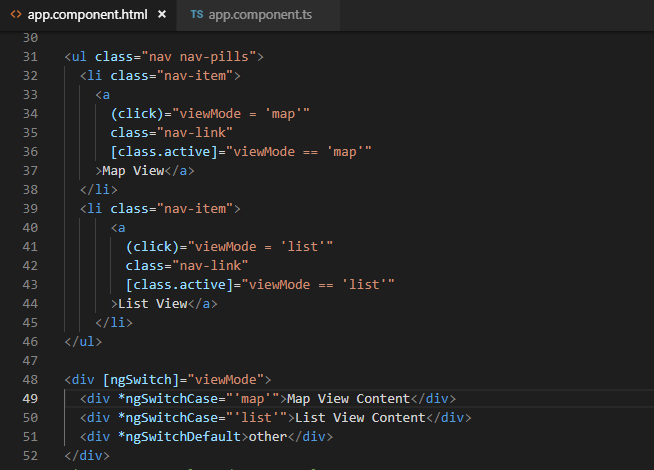 <> app.component.html × TS app.component.ts
30
31 <ul class="nav nav-pills">
32 <li class="nav-item">
33 <a
34 (click)="viewMode = 'map'"
35 class="nav-link"
36 [class.active]="viewMode == 'map'"
37 >Map View</a>
38 </li>
39 <li class="nav-item">
40 <a
41 (click)="viewMode = 'list'"
42 class="nav-link"
43 [class.active]="viewMode == 'list'"
44 >List View</a>
45 </li>
46 </ul>
47
48 <div [ngSwitch]="viewMode">
49 <div *ngSwitchCase="'map'">Map View Content</div>
50 <div *ngSwitchCase="'list'">List View Content</div>
51 <div *ngSwitchDefault>other</div>
52 </div>